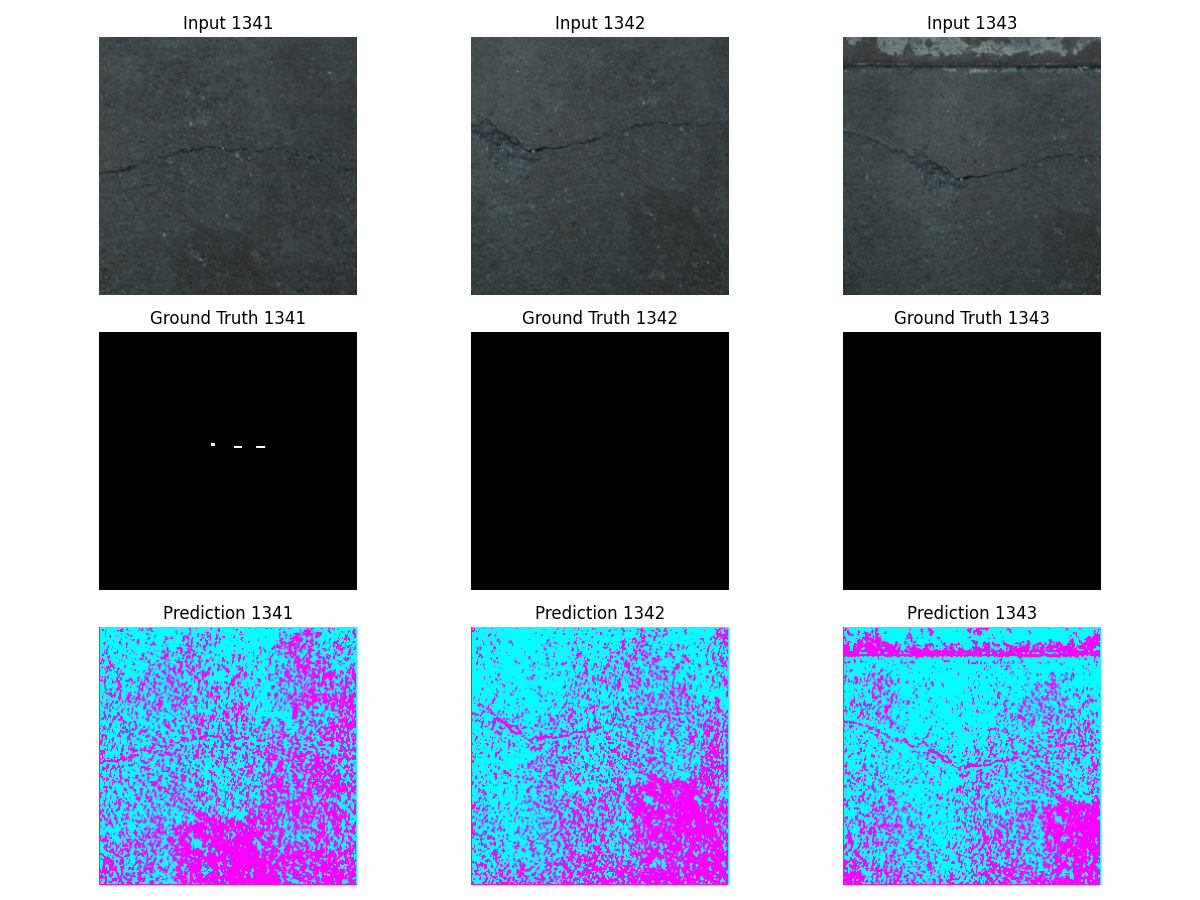 Input 1341
Input 1342
Input 1343
Ground Truth 1341
Ground Truth 1342
Ground Truth 1343
Prediction 1341
Prediction 1342
Prediction 1343